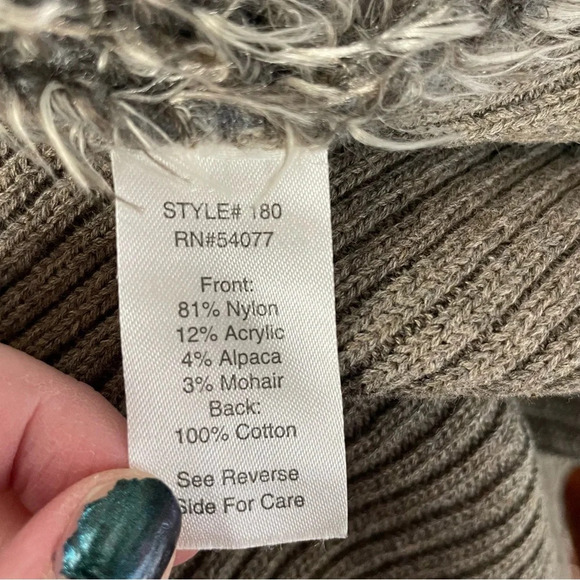 STYLE# 180
RN#54077
Front:
81% Nylon
12% Acrylic
4% Alpaca
3% Mohair
Back:
100% Cotton
See Reverse
Side For Care